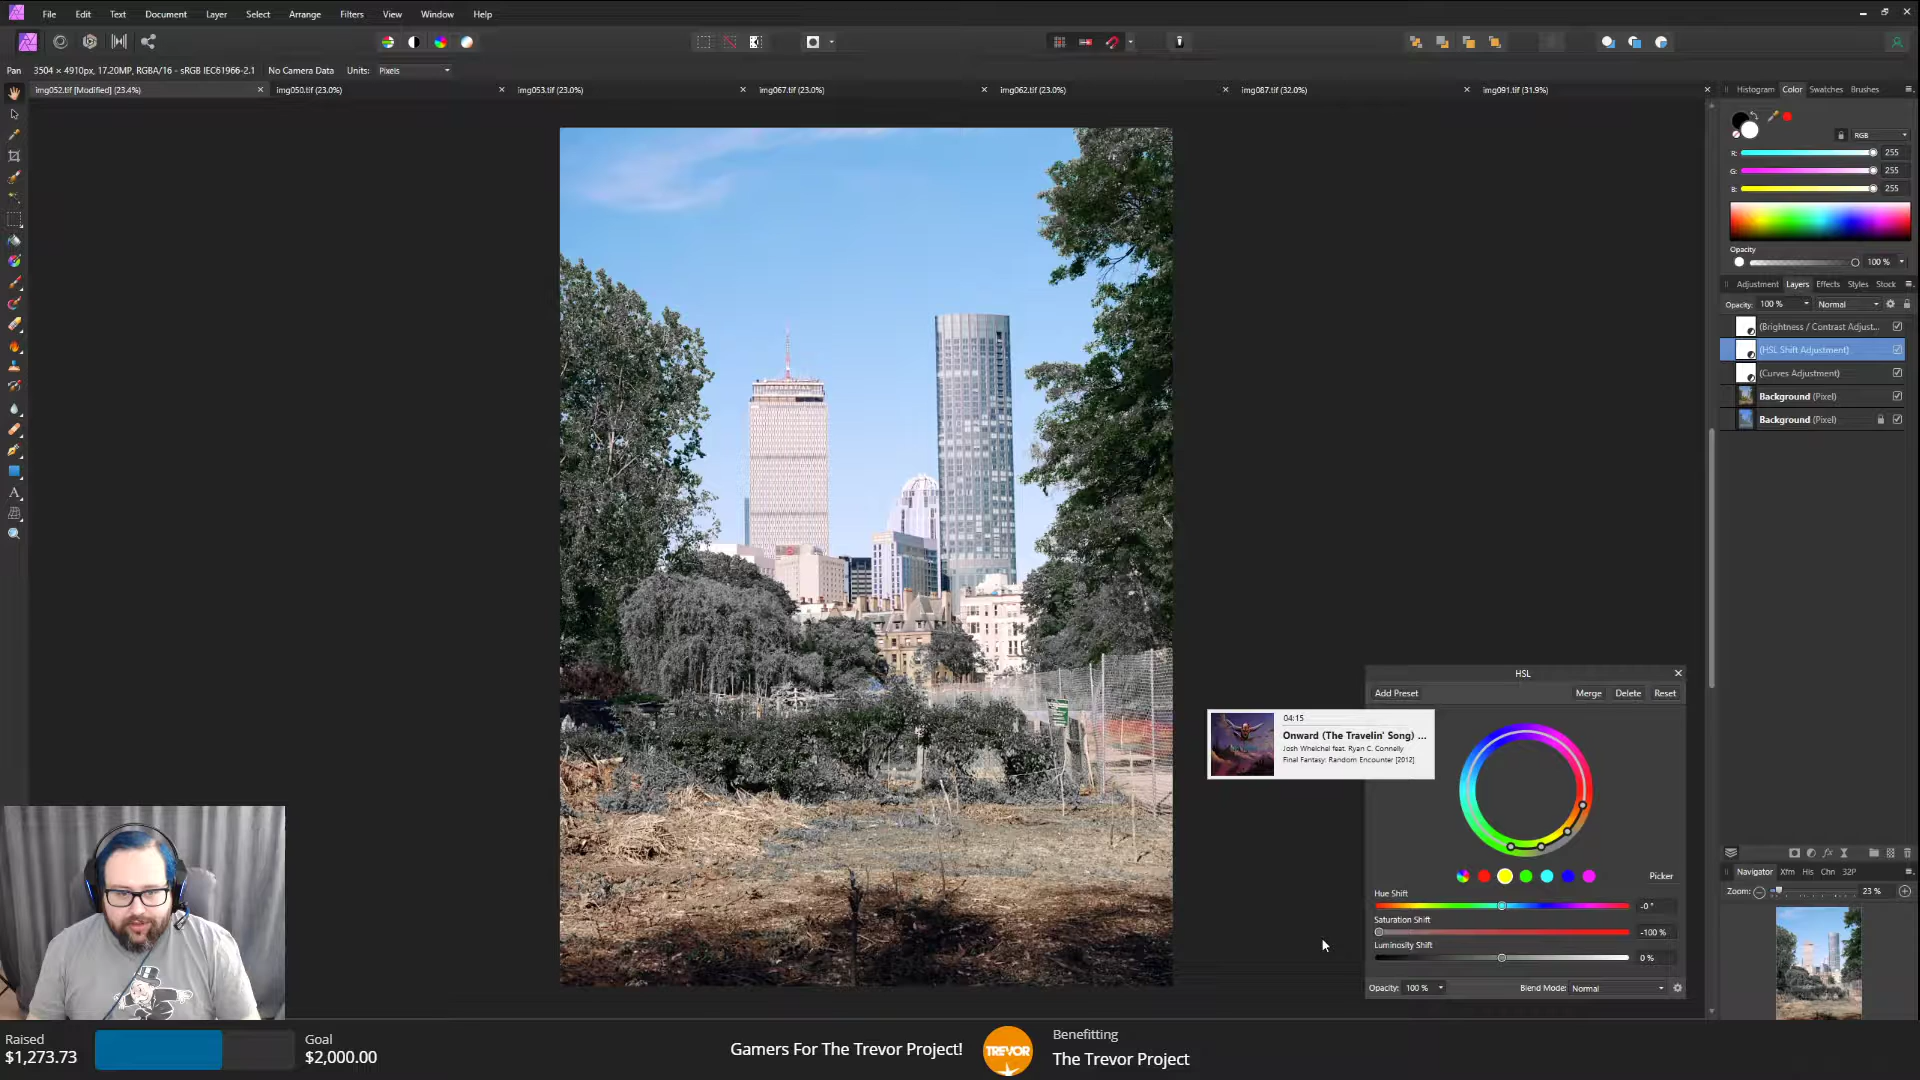 File Edit Text Document Layer Select Arrange Filters View Window Help
Pan 3504 × 4910px, 17.20MP, RGBA/16 - sRGB IEC61966-2.1 No Camera Data Units: Pixels
img052.tif [Modified] (23.4%) img050.tif (23.0%) img053.tif (23.0%) img067.tif (23.0%) img062.tif (23.0%) img087.tif (32.0%) img091.tif (31.9%)
Histogram Color Swatches Brushes
RGB
R: 255
G: 255
B: 255
Opacity
100 %
Adjustment Layers Effects Styles Stock
Opacity: 100 % Normal
(Brightness / Contrast Adjust...
(HSL Shift Adjustment)
(Curves Adjustment)
Background (Pixel)
Background (Pixel)
HSL
Add Preset Merge Delete Reset
04:15
Onward (The Travelin' Song) ...
Josh Whelchel feat. Ryan C. Connelly
Final Fantasy: Random Encounter [2012]
Picker
Hue Shift
-0 °
Saturation Shift
-100 %
Luminosity Shift
0 %
Opacity: 100 % Blend Mode: Normal
Navigator Xfm His Chn 32P
Zoom: 23 %
Raised
$1,273.73
Goal
$2,000.00
Gamers For The Trevor Project!
TREVOR
Benefitting
The Trevor Project